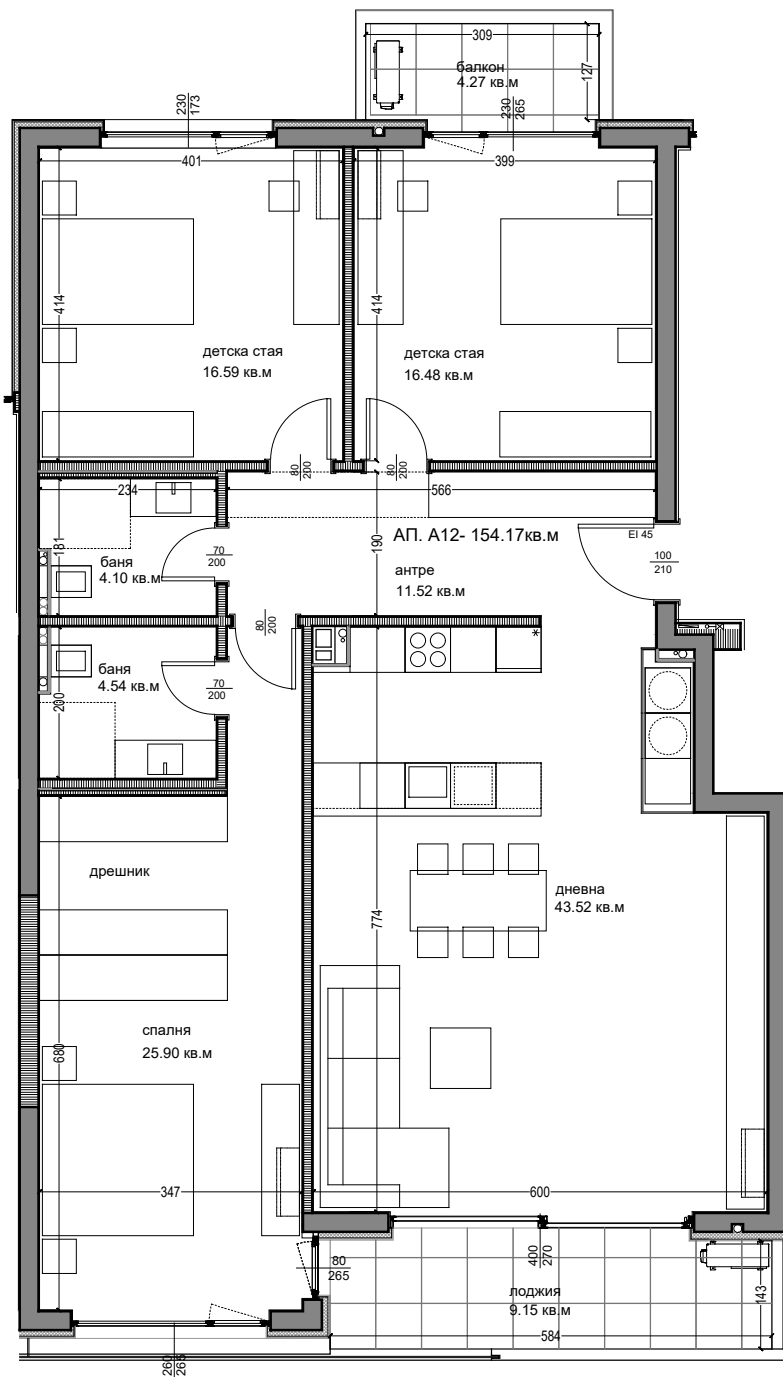 309
балкон
4.27 кв.м
127
230
173
230
265
401
399
414
414
детска стая
16.59 кв.м
детска стая
16.48 кв.м
80
200
80
200
234
566
АП. А12- 154.17кв.м
EI 45
181
190
70
200
100
210
баня
4.10 кв.м
антре
11.52 кв.м
80
200
*
баня
4.54 кв.м
70
200
200
дрешник
774
дневна
43.52 кв.м
спалня
25.90 кв.м
680
347
600
400
270
80
265
лоджия
9.15 кв.м
143
584
260
265